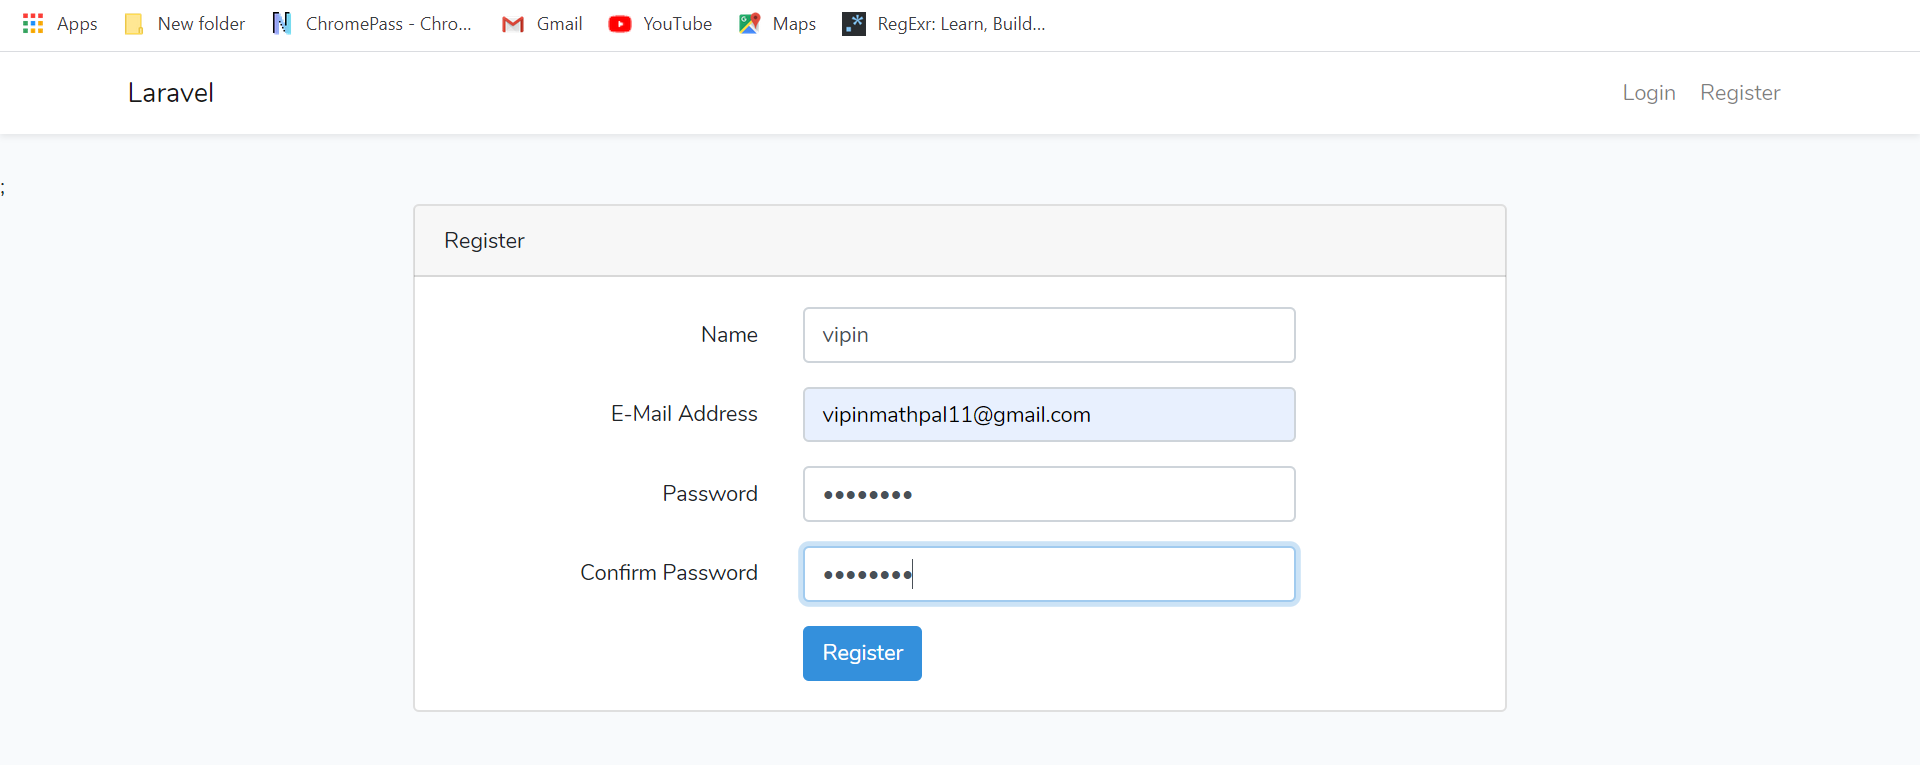 Apps New folder ChromePass - Chro... Gmail YouTube Maps RegExr: Learn, Build...
Laravel Login Register
;
Register
Name vipin
E-Mail Address vipinmathpal11@gmail.com
Password ••••••••
Confirm Password ••••••••
Register